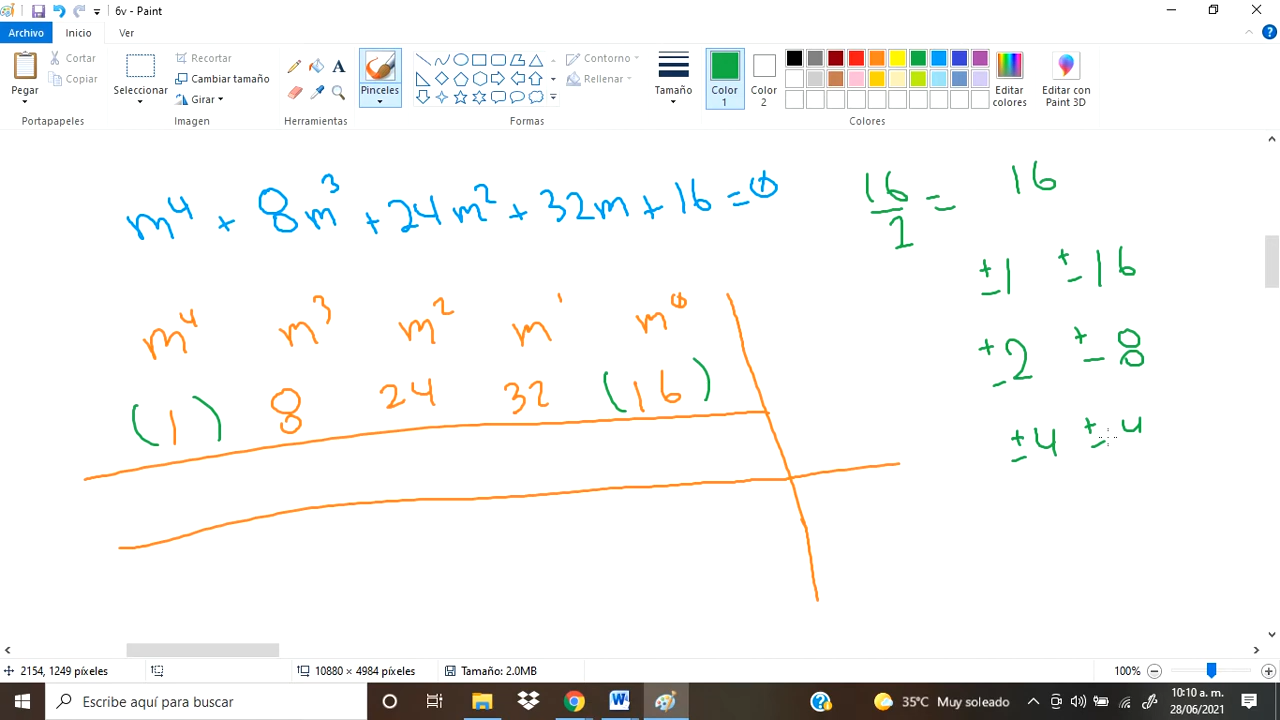 6v - Paint
Archivo Inicio Ver
Pegar
Cortar
Copiar
Portapapeles
Seleccionar
Recortar
Cambiar tamaño
Girar
Imagen
A
Herramientas
Pinceles
Contorno
Rellenar
Formas
Tamaño
Color 1
Color 2
Editar colores
Editar con Paint 3D
Colores
m⁴ + 8m³ + 24m² + 32m + 16 = 0
m⁴ m³ m² m¹ m⁰
(1) 8 24 32 (16)
16/1 = 16
±1 ±16
±2 ±8
±4 ±4
2154, 1249 píxeles
10880 × 4984 píxeles
Tamaño: 2.0MB
100%
Escribe aquí para buscar
35°C Muy soleado
10:10 a. m.
28/06/2021